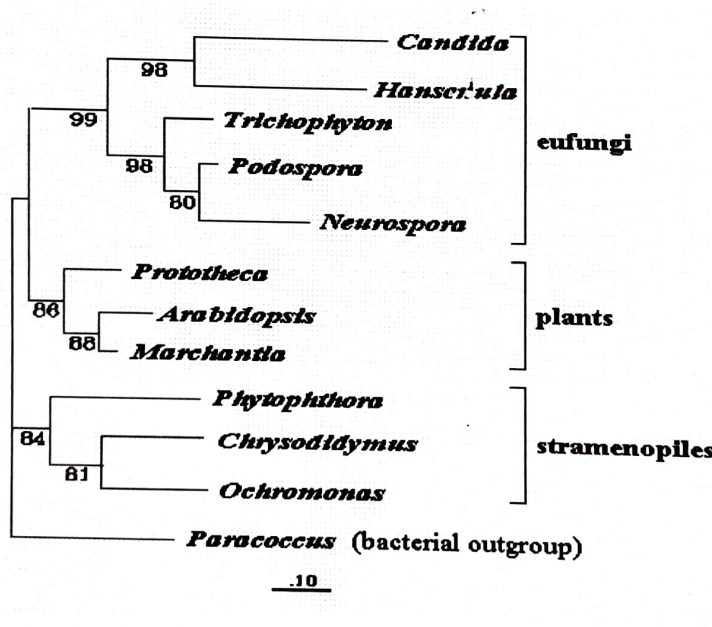 Candida
98
Trichophyton
99
eufungi
98
Podospora
80
Neurospora
Prototheca
86
Arabidopsis
plants
88
Marchantia
Phytophthora
84
Chrysodidymus
stramenopiles
81
Ochromonas
Paracoccus (bacterial outgroup)
.10